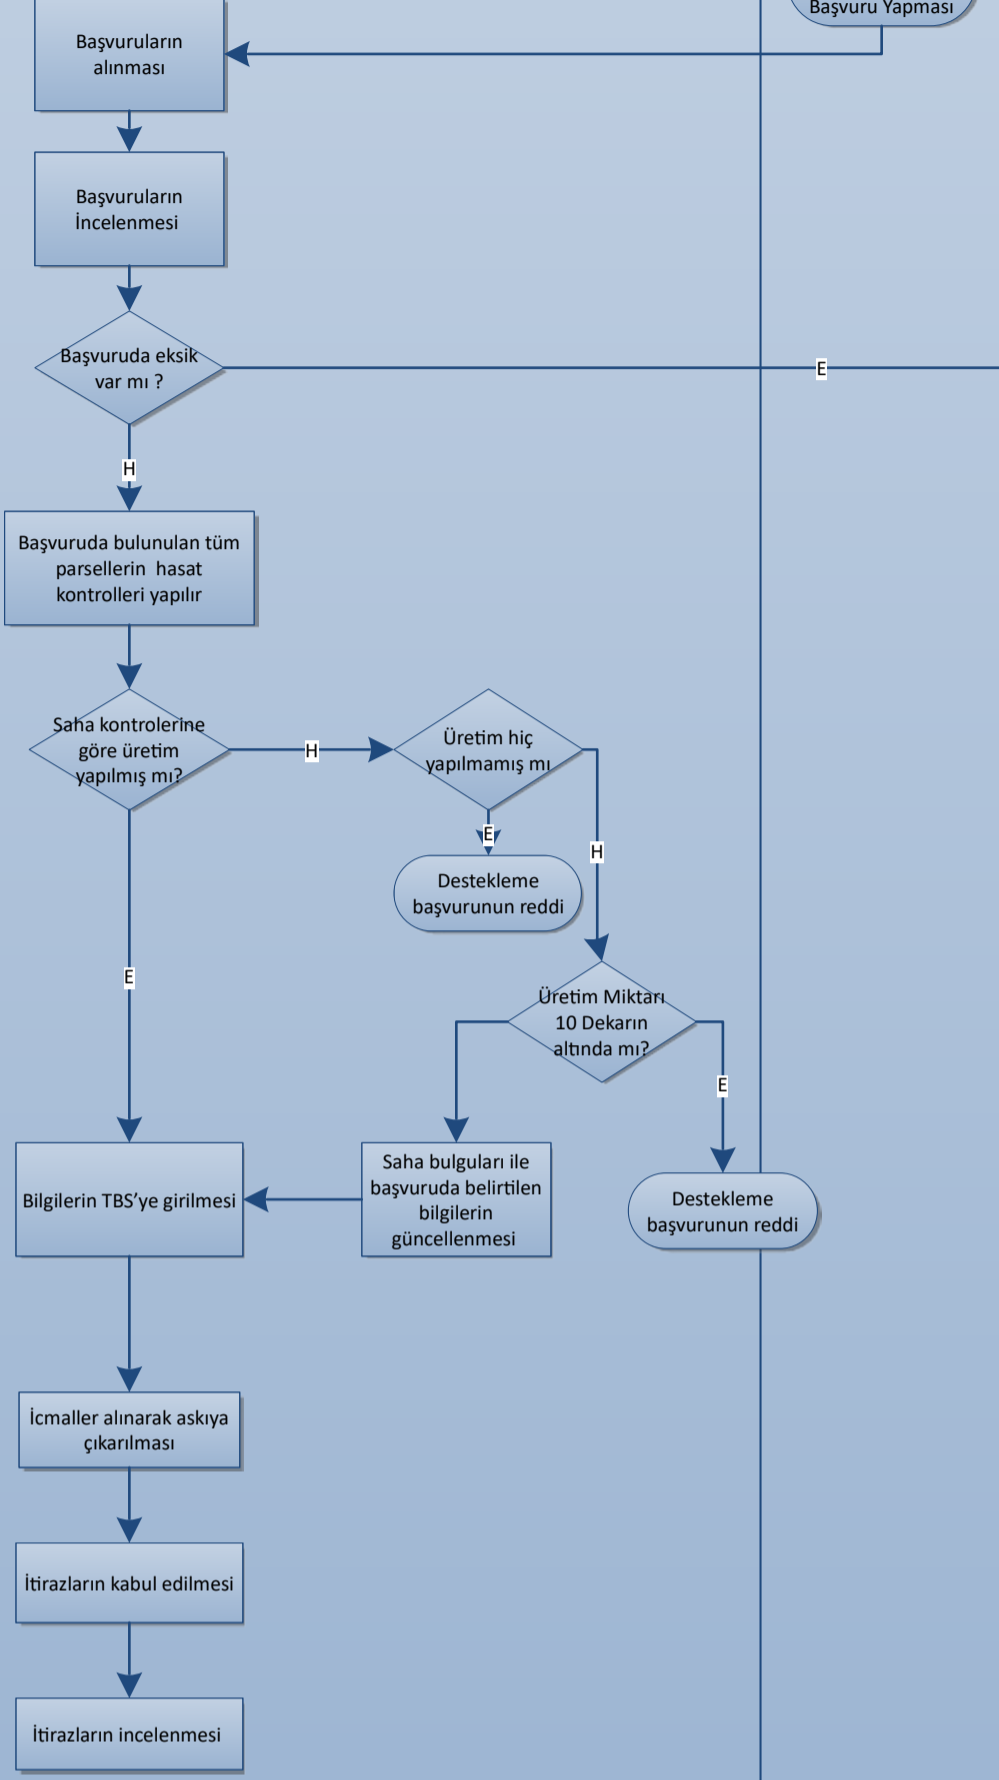 Başvuru Yapması
Başvuruların
alınması
Başvuruların
İncelenmesi
Başvuruda eksik
var mı ?
E
H
Başvuruda bulunulan tüm
parsellerin hasat
kontrolleri yapılır
Saha kontrolerine
göre üretim
yapılmış mı?
H
Üretim hiç
yapılmamış mı
E
H
Destekleme
başvurunun reddi
E
Üretim Miktarı
10 Dekarın
altında mı?
E
Bilgilerin TBS’ye girilmesi
Saha bulguları ile
başvuruda belirtilen
bilgilerin
güncellenmesi
Destekleme
başvurunun reddi
İcmaller alınarak askıya
çıkarılması
İtirazların kabul edilmesi
İtirazların incelenmesi